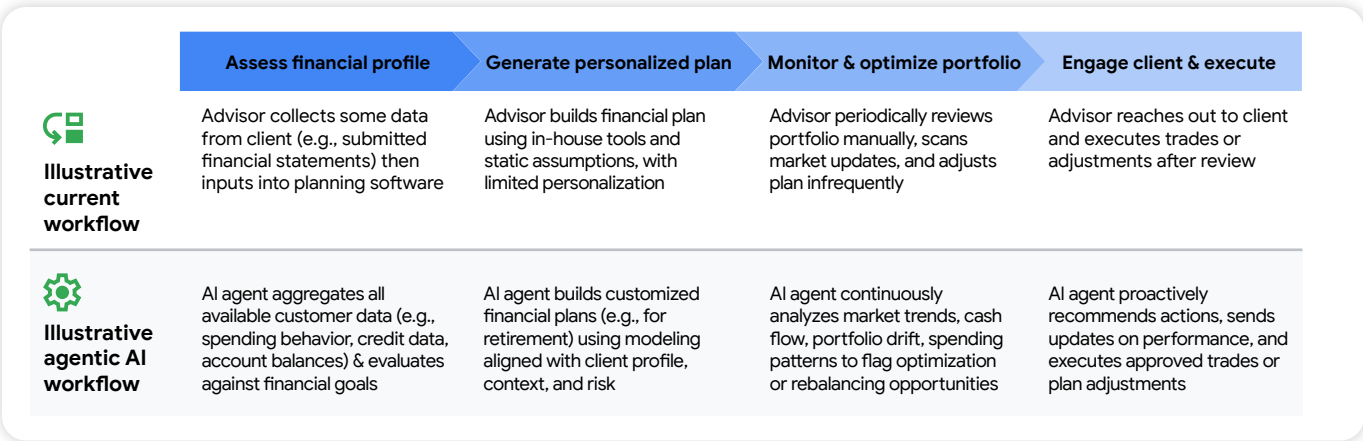 Assess financial profile
Generate personalized plan
Monitor & optimize portfolio
Engage client & execute
Illustrative
current
workflow
Advisor collects some data
from client (e.g., submitted
financial statements) then
inputs into planning software
Advisor builds financial plan
using in-house tools and
static assumptions, with
limited personalization
Advisor periodically reviews
portfolio manually, scans
market updates, and adjusts
plan infrequently
Advisor reaches out to client
and executes trades or
adjustments after review
Illustrative
agentic AI
workflow
AI agent aggregates all
available customer data (e.g.,
spending behavior, credit data,
account balances) & evaluates
against financial goals
AI agent builds customized
financial plans (e.g., for
retirement) using modeling
aligned with client profile,
context, and risk
AI agent continuously
analyzes market trends, cash
flow, portfolio drift, spending
patterns to flag optimization
or rebalancing opportunities
AI agent proactively
recommends actions, sends
updates on performance, and
executes approved trades or
plan adjustments